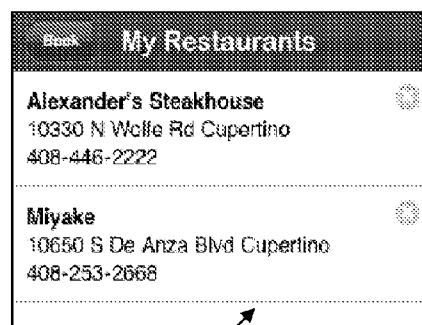 Book My Restaurants
Alexander's Steakhouse
10330 N Wolfe Rd Cupertino
408-446-2222
Miyake
10650 S De Anza Blvd Cupertino
408-253-2668